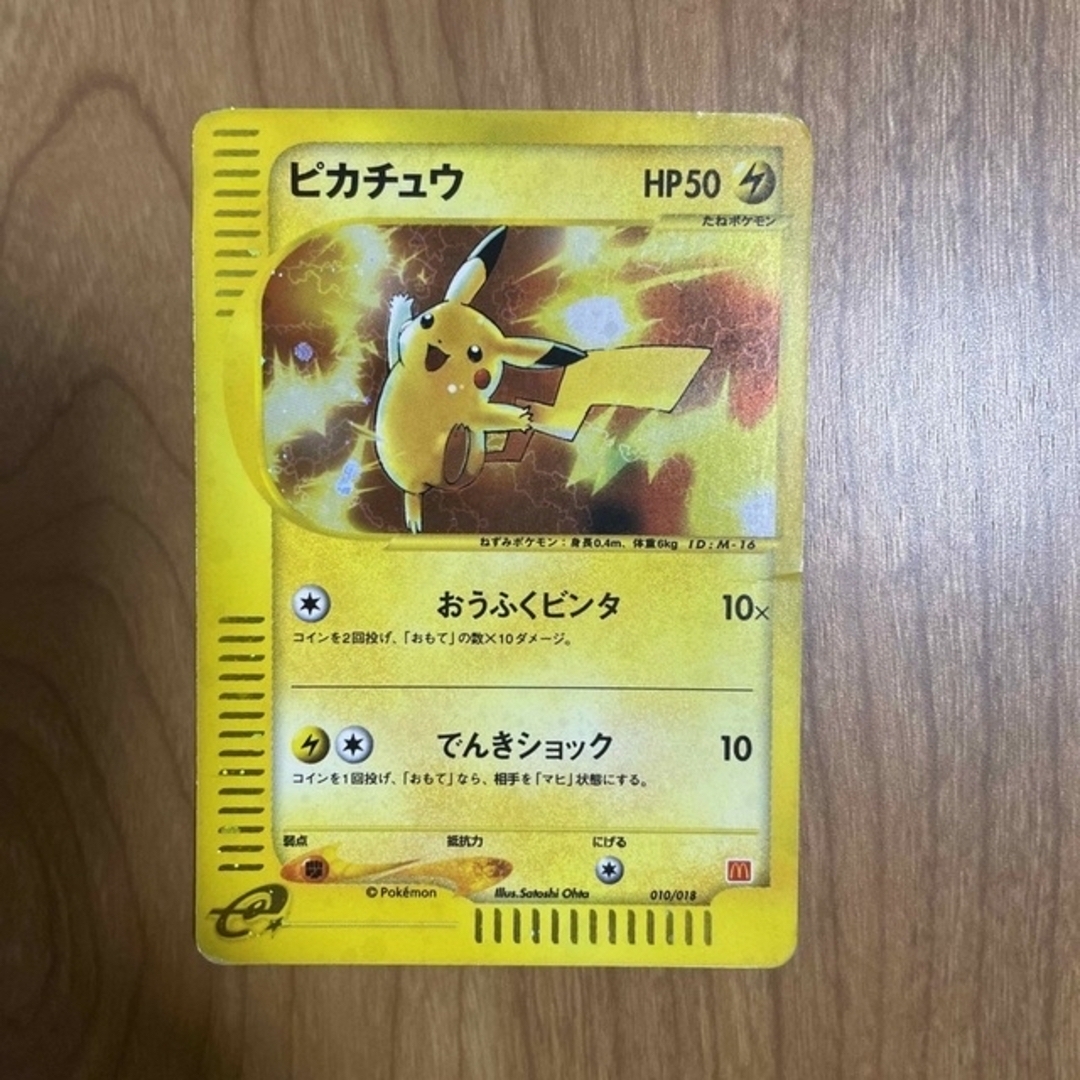 ピカチュウ HP50
たねポケモン
ねずみポケモン：身長0.4m、体重6kg ID:M-16
おうふくビンタ 10×
コインを2回投げ、「おもて」の数×10ダメージ。
でんきショック 10
コインを1回投げ、「おもて」なら、相手を「マヒ」状態にする。
弱点 抵抗力 にげる
©Pokémon Illus.Satoshi Ohta 010/018
e